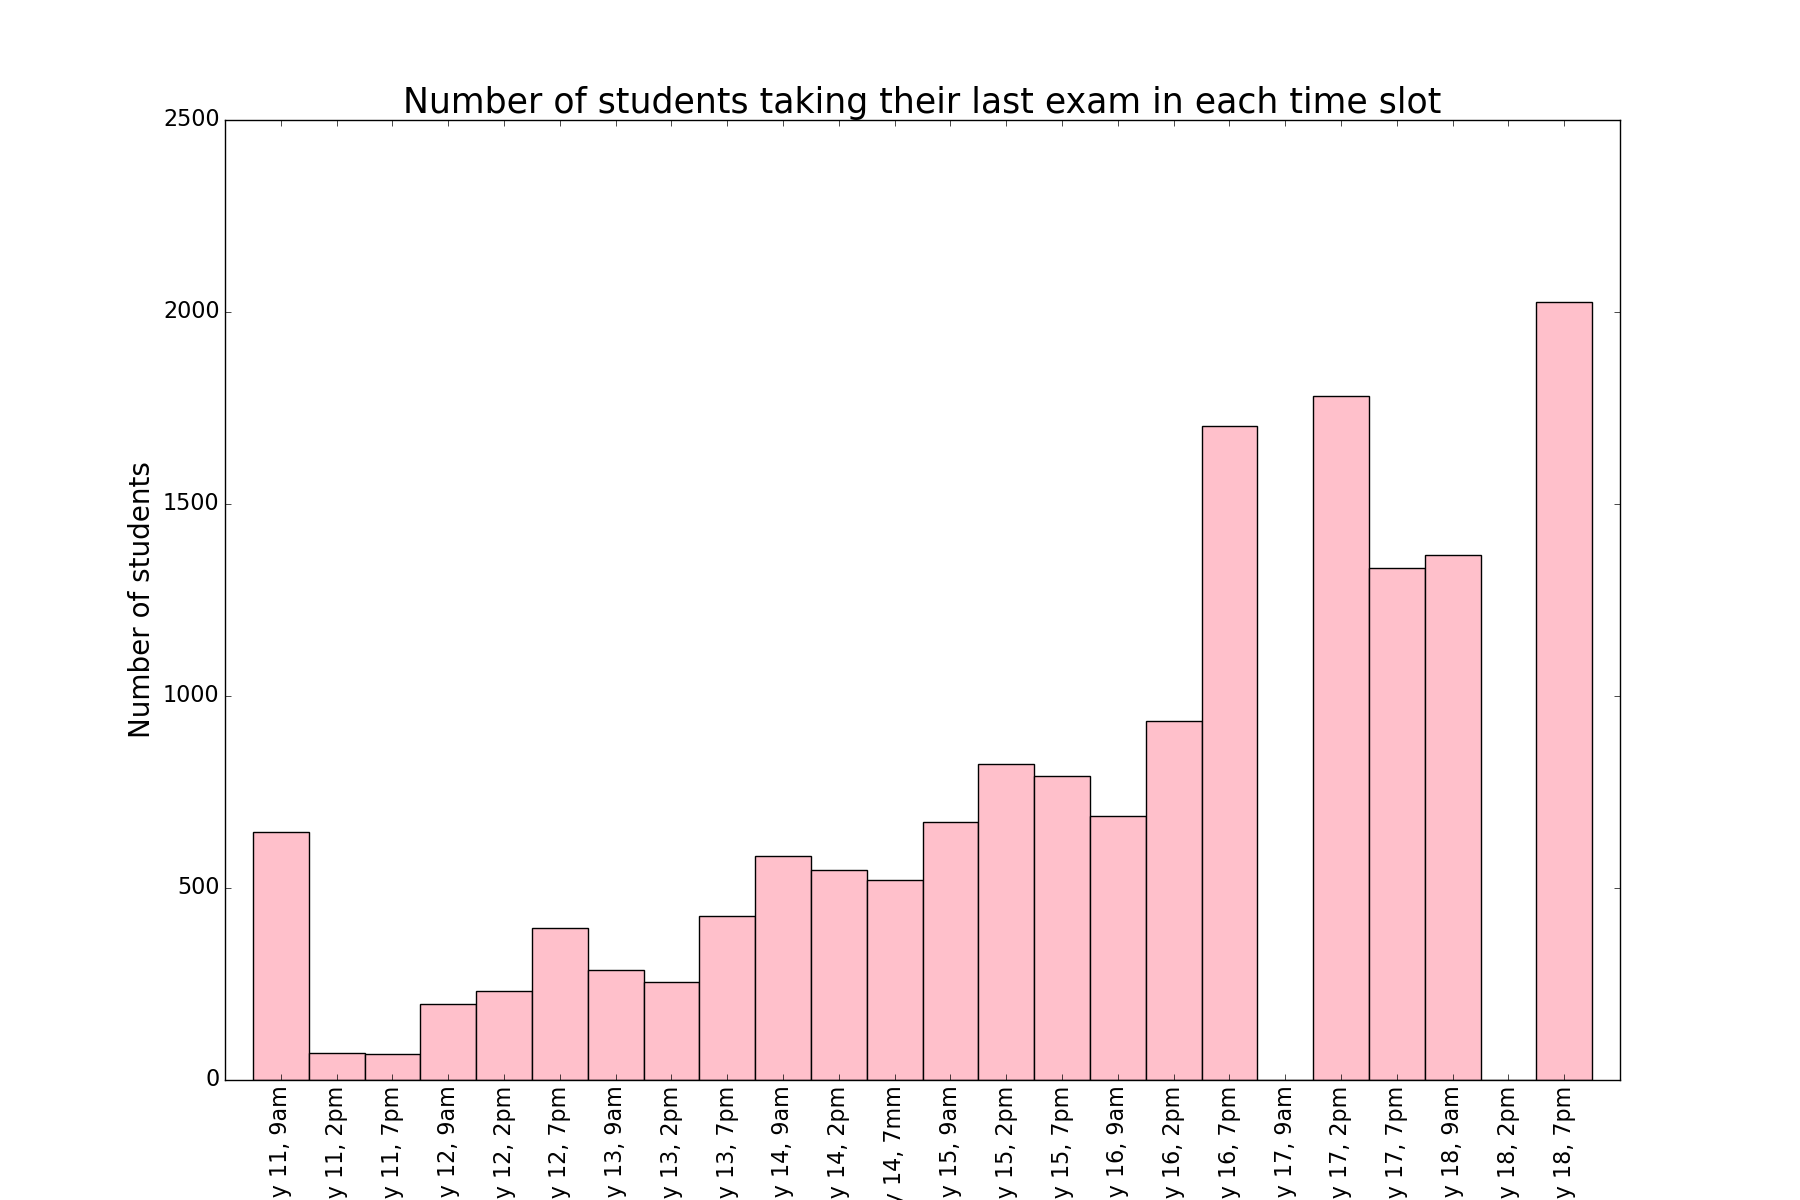 Number of students taking their last exam in each time slot
2500
2000
1500
1000
500
0
Number of students
y 11, 9am
y 11, 2pm
y 11, 7pm
y 12, 9am
y 12, 2pm
y 12, 7pm
y 13, 9am
y 13, 2pm
y 13, 7pm
y 14, 9am
y 14, 2pm
y 14, 7mm
y 15, 9am
y 15, 2pm
y 15, 7pm
y 16, 9am
y 16, 2pm
y 16, 7pm
y 17, 9am
y 17, 2pm
y 17, 7pm
y 18, 9am
y 18, 2pm
y 18, 7pm